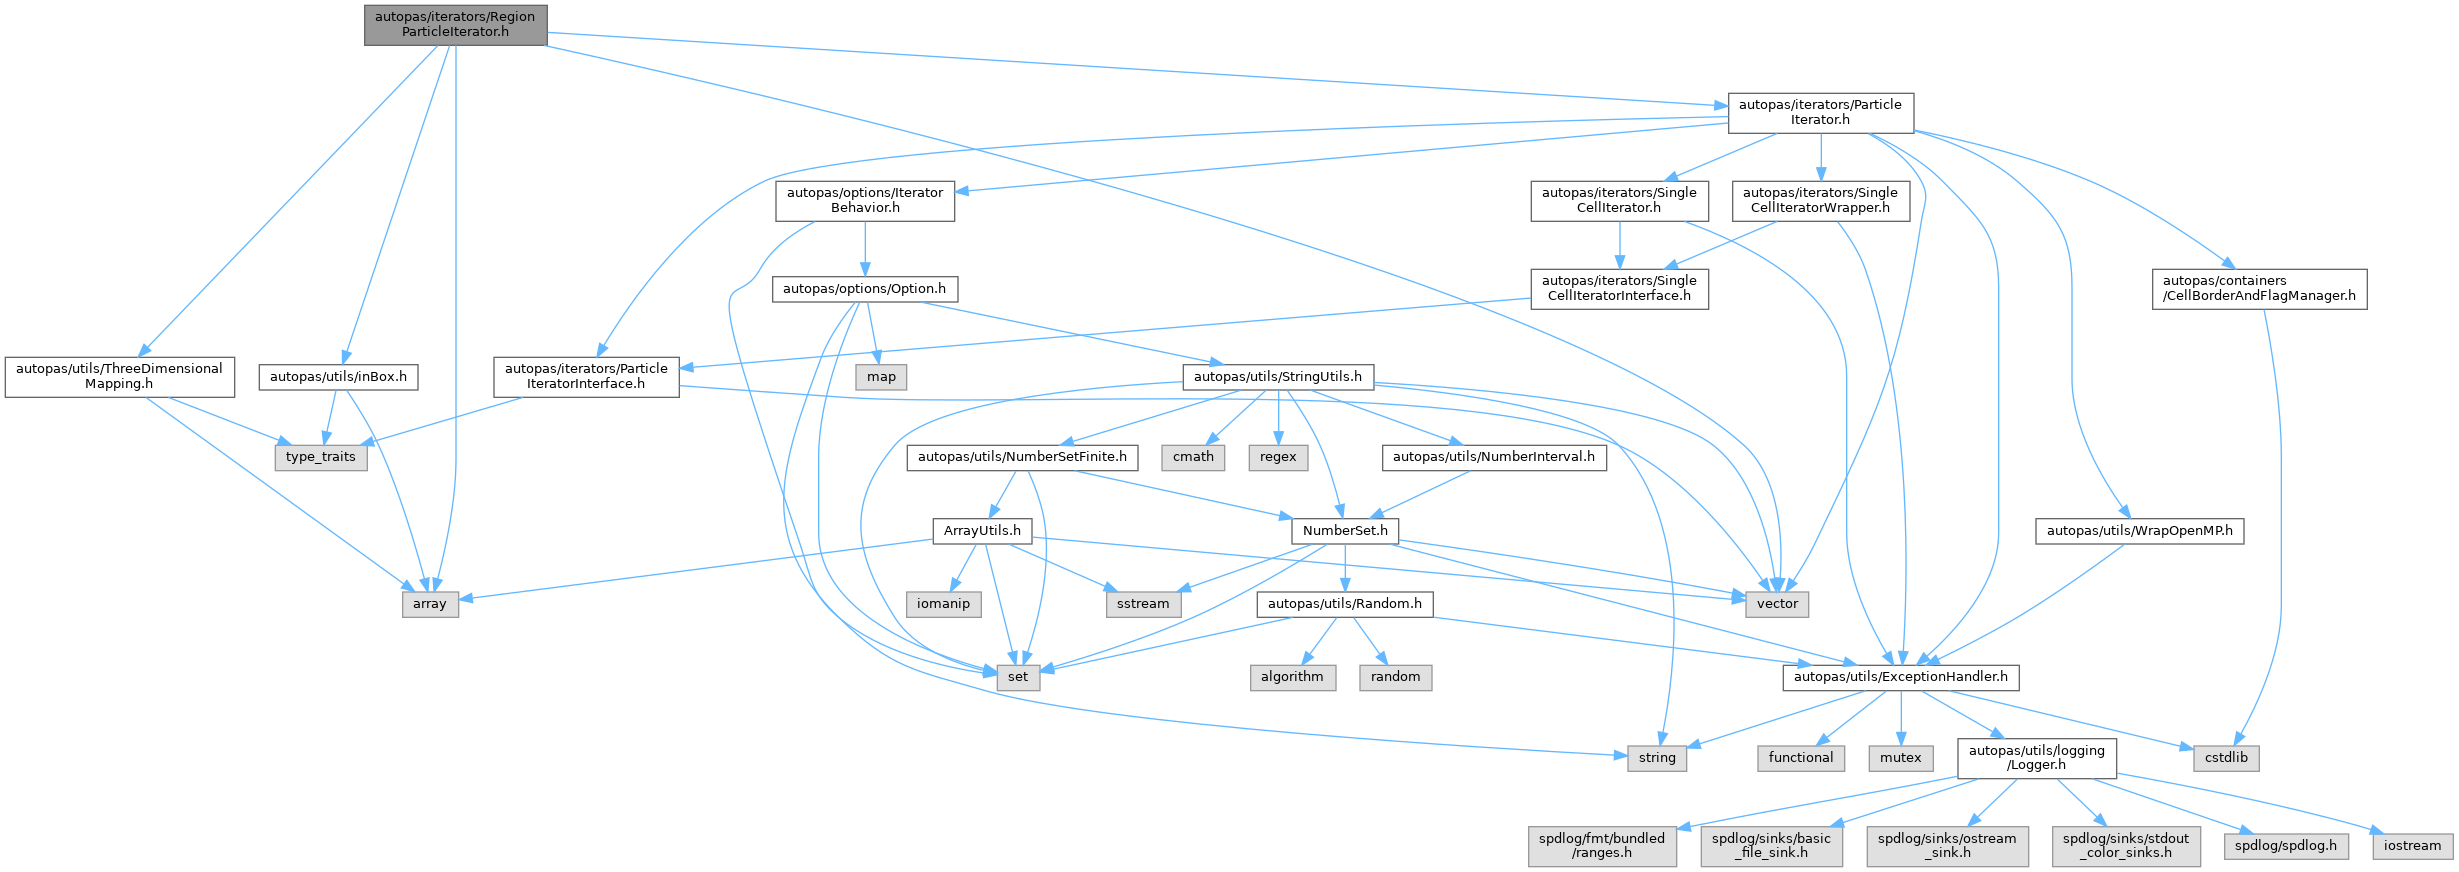 autopas/iterators/Region
ParticleIterator.h
autopas/iterators/Particle
Iterator.h
autopas/options/Iterator
Behavior.h
autopas/iterators/Single
CellIterator.h
autopas/iterators/Single
CellIteratorWrapper.h
autopas/options/Option.h
autopas/iterators/Single
CellIteratorInterface.h
autopas/containers
/CellBorderAndFlagManager.h
autopas/utils/ThreeDimensional
Mapping.h
autopas/utils/inBox.h
autopas/iterators/Particle
IteratorInterface.h
map
autopas/utils/StringUtils.h
type_traits
autopas/utils/NumberSetFinite.h
cmath
regex
autopas/utils/NumberInterval.h
ArrayUtils.h
NumberSet.h
autopas/utils/WrapOpenMP.h
array
iomanip
sstream
autopas/utils/Random.h
vector
set
algorithm
random
autopas/utils/ExceptionHandler.h
string
functional
mutex
autopas/utils/logging
/Logger.h
cstdlib
spdlog/fmt/bundled
/ranges.h
spdlog/sinks/basic
_file_sink.h
spdlog/sinks/ostream
_sink.h
spdlog/sinks/stdout
_color_sinks.h
spdlog/spdlog.h
iostream